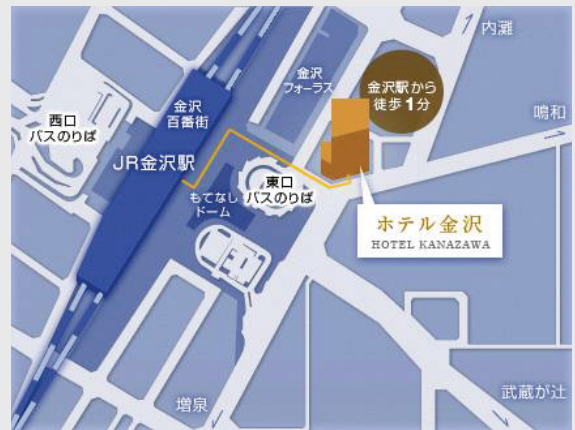 内灘
金沢
フォーラス
金沢駅から
徒歩1分
金沢
百番街
西口
バスのりば
鳴和
JR金沢駅
東口
バスのりば
もてなし
ドーム
ホテル金沢
HOTEL KANAZAWA
増泉
武蔵が辻